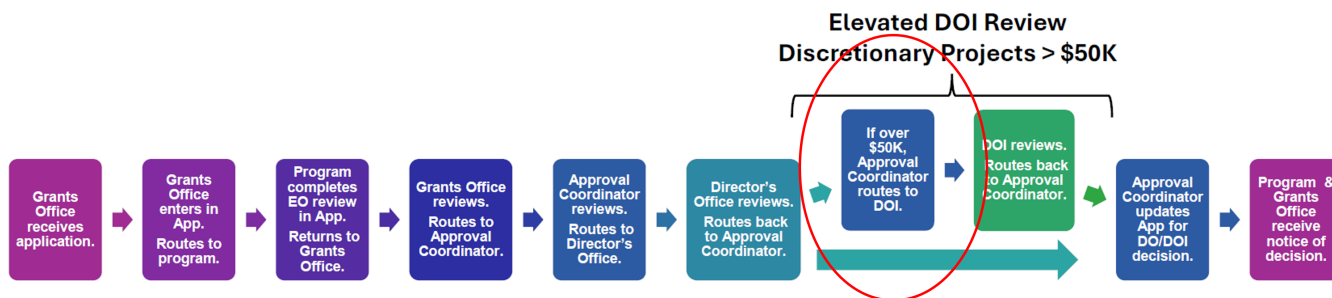 Elevated DOI Review
Discretionary Projects > $50K
Grants
Office
receives
application.
Grants
Office
enters in
App.
Routes to
program.
Program
completes
EO review
in App.
Returns to
Grants
Office.
Grants Office
reviews.
Routes to
Approval
Coordinator.
Approval
Coordinator
reviews.
Routes to
Director's
Office.
Director's
Office reviews.
Routes back
to Approval
Coordinator.
If over
$50K,
Approval
Coordinator
routes to
DOI.
DOI reviews.
Routes back
to Approval
Coordinator.
Approval
Coordinator
updates
App for
DO/DOI
decision.
Program &
Grants
Office
receive
notice of
decision.